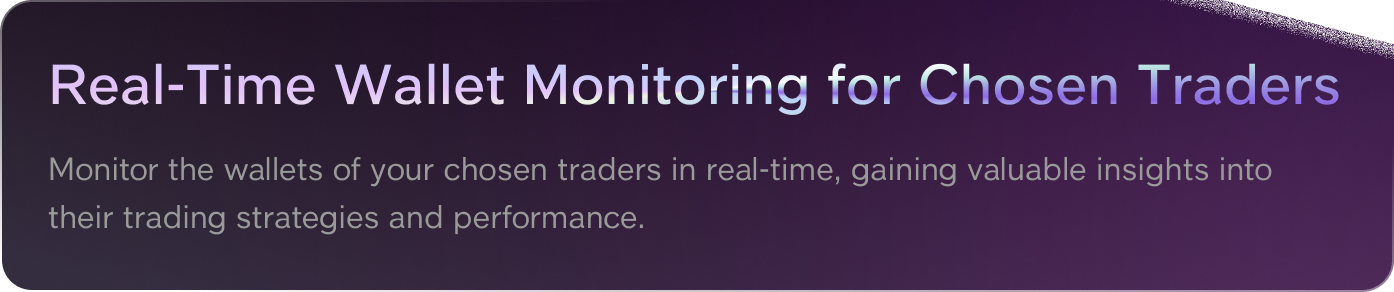 Real-Time Wallet Monitoring for Chosen Traders
Monitor the wallets of your chosen traders in real-time, gaining valuable insights into
their trading strategies and performance.